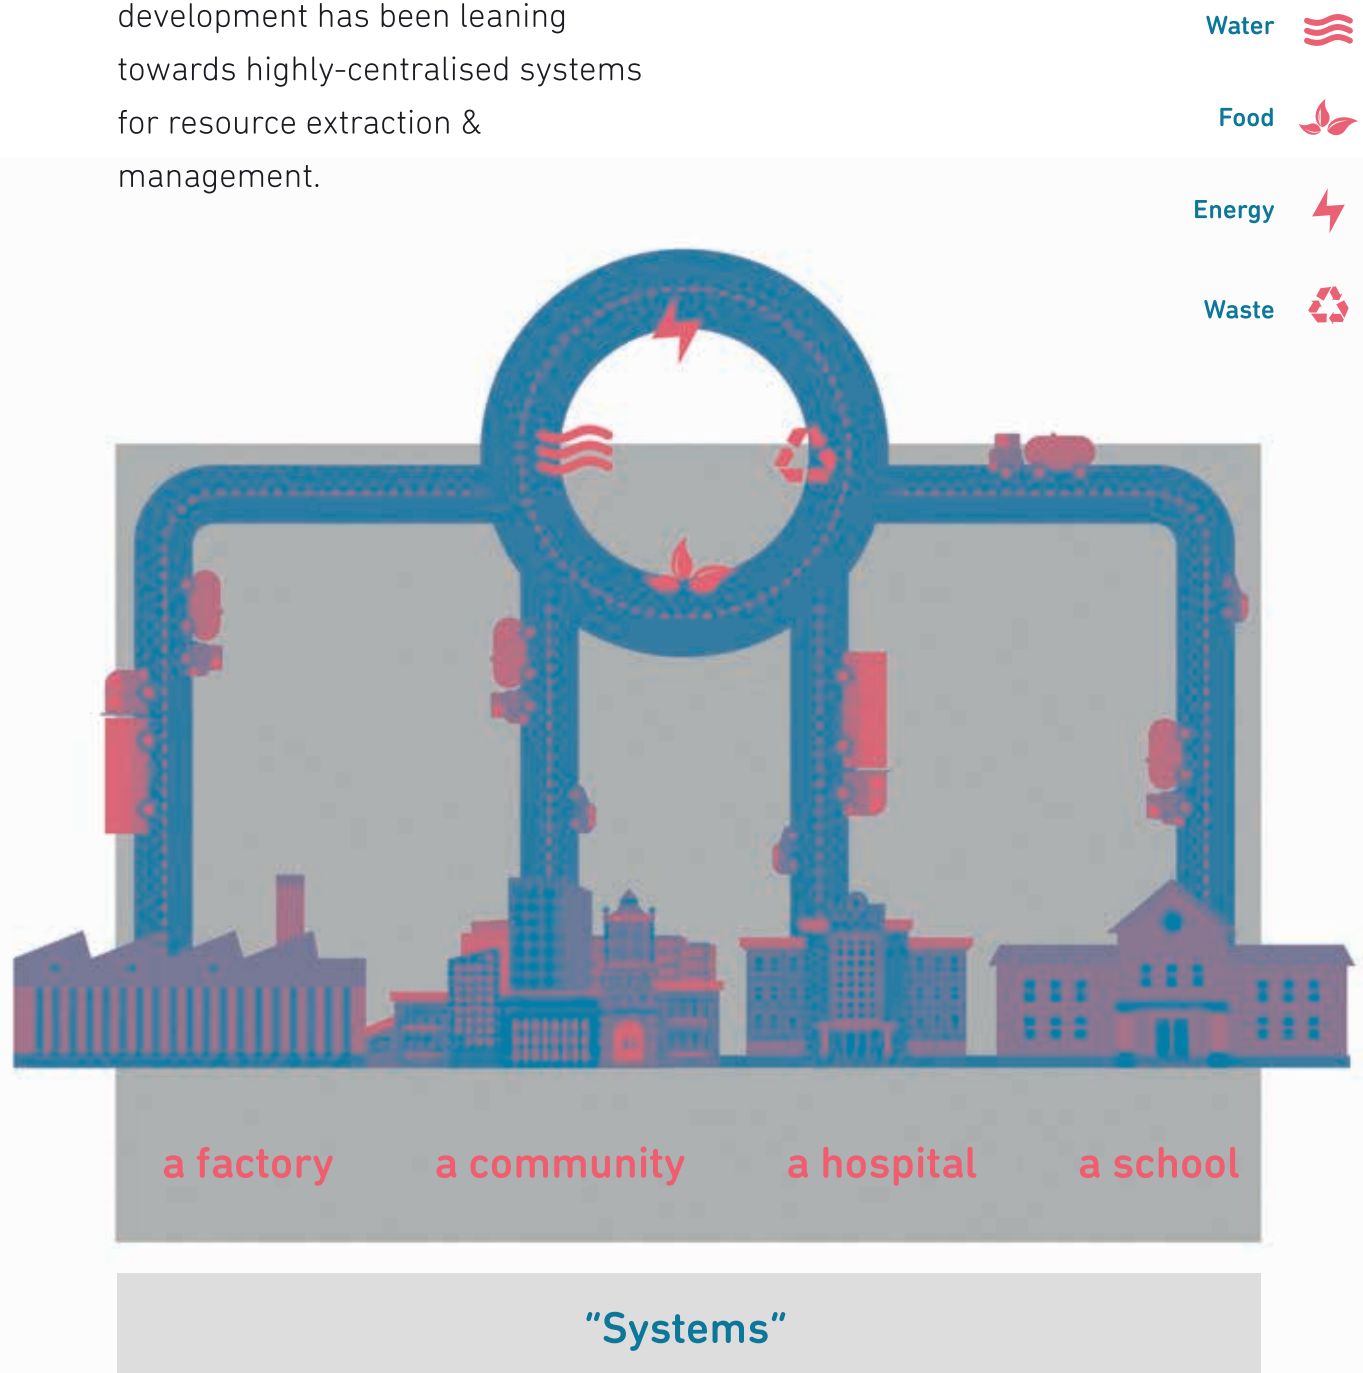 development has been leaning
towards highly-centralised systems
for resource extraction &
management.
Water
Food
Energy
Waste
a factory
a community
a hospital
a school
"Systems"